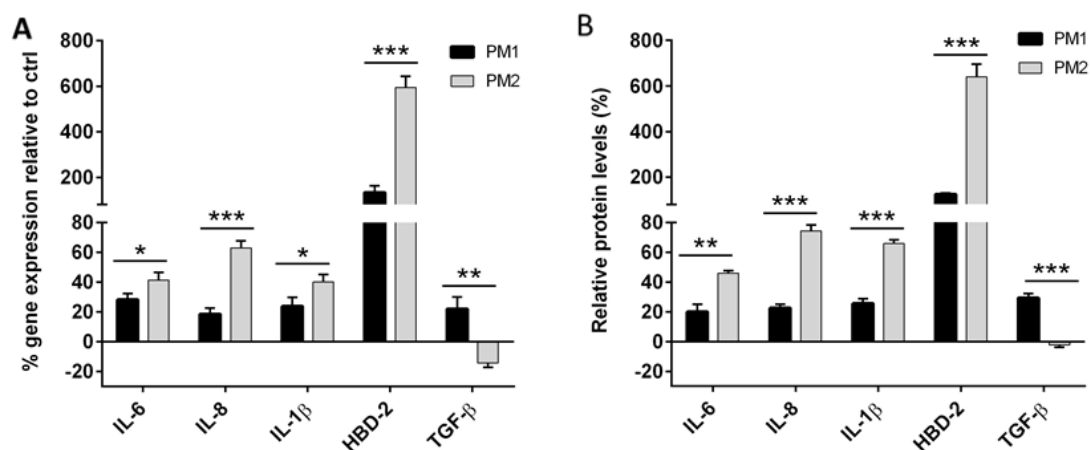 A
% gene expression relative to ctrl
800
600
400
200
80
60
40
20
0
-20
*
***
*
***
**
PM1
PM2
IL-6
IL-8
IL-1β
HBD-2
TGF-β
B
Relative protein levels (%)
800
600
400
200
80
60
40
20
0
-20
**
***
***
***
***
PM1
PM2
IL-6
IL-8
IL-1β
HBD-2
TGF-β